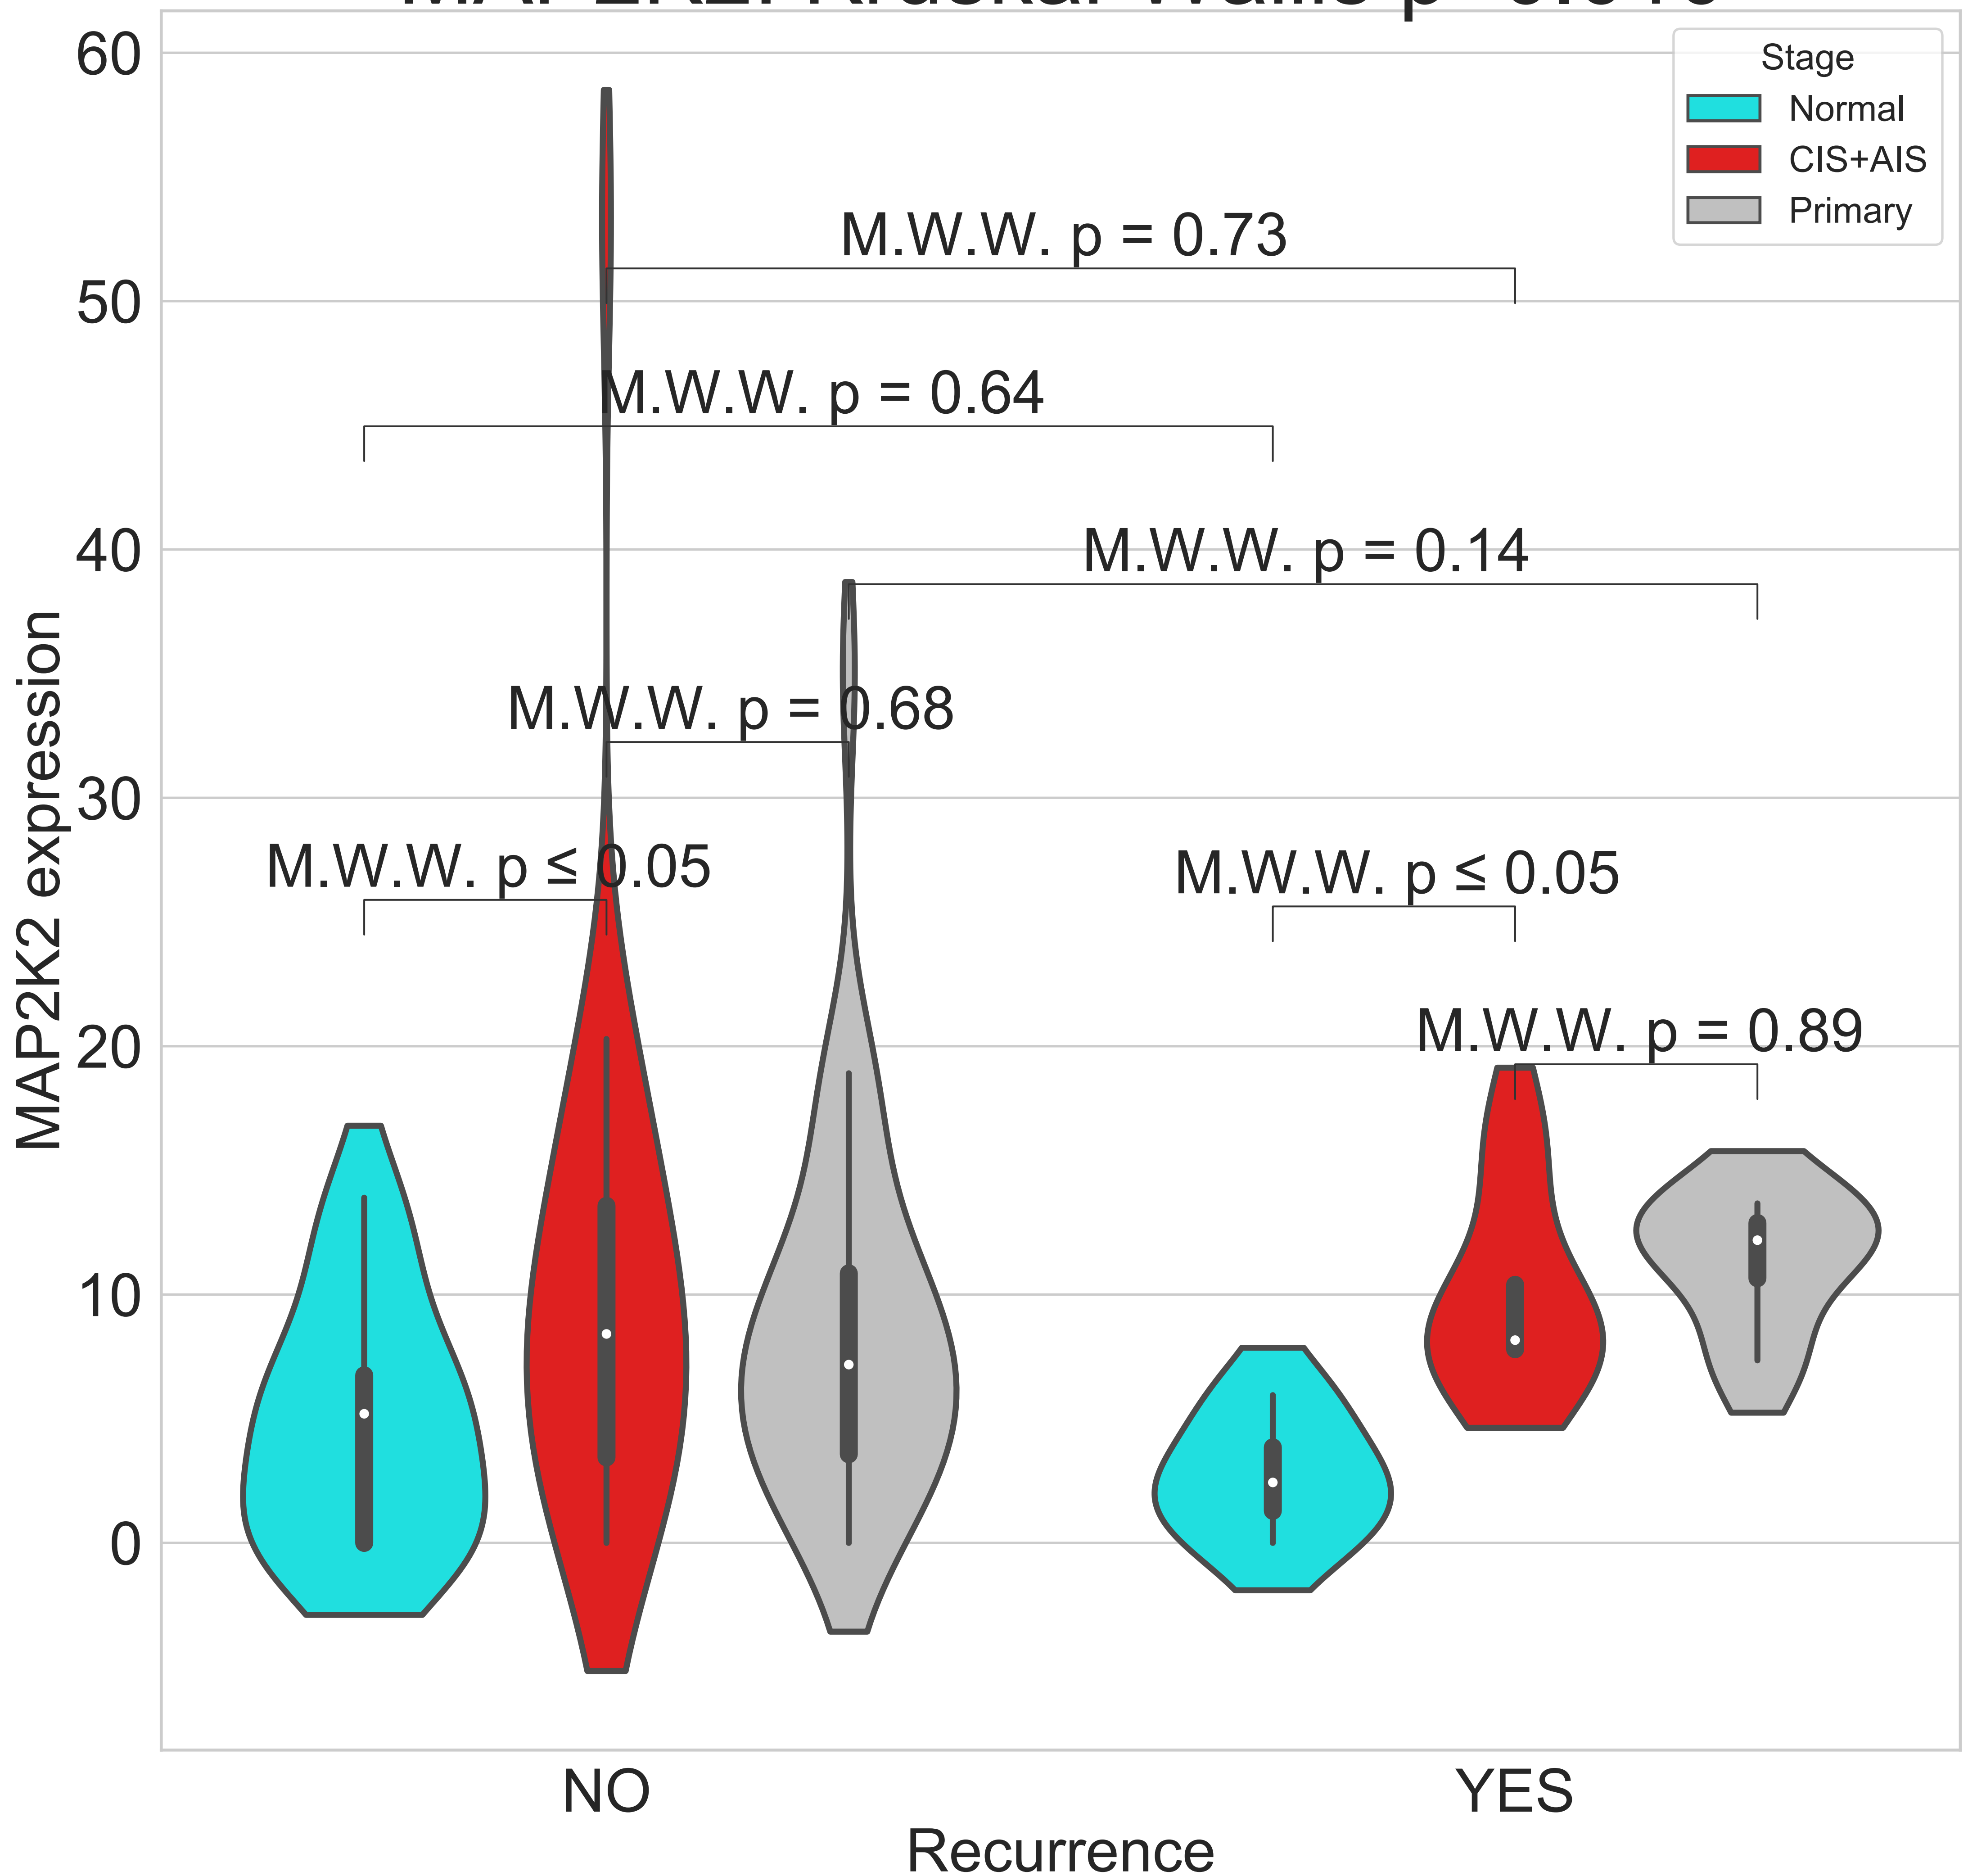 60
Stage
Normal
CIS+AIS
Primary
M.W.W. p = 0.73
50
M.W.W. p = 0.64
40
M.W.W. p = 0.14
M.W.W. p = 0.68
30
M.W.W. p ≤ 0.05
M.W.W. p ≤ 0.05
MAP2K2 expression
20
M.W.W. p = 0.89
10
0
NO
YES
Recurrence